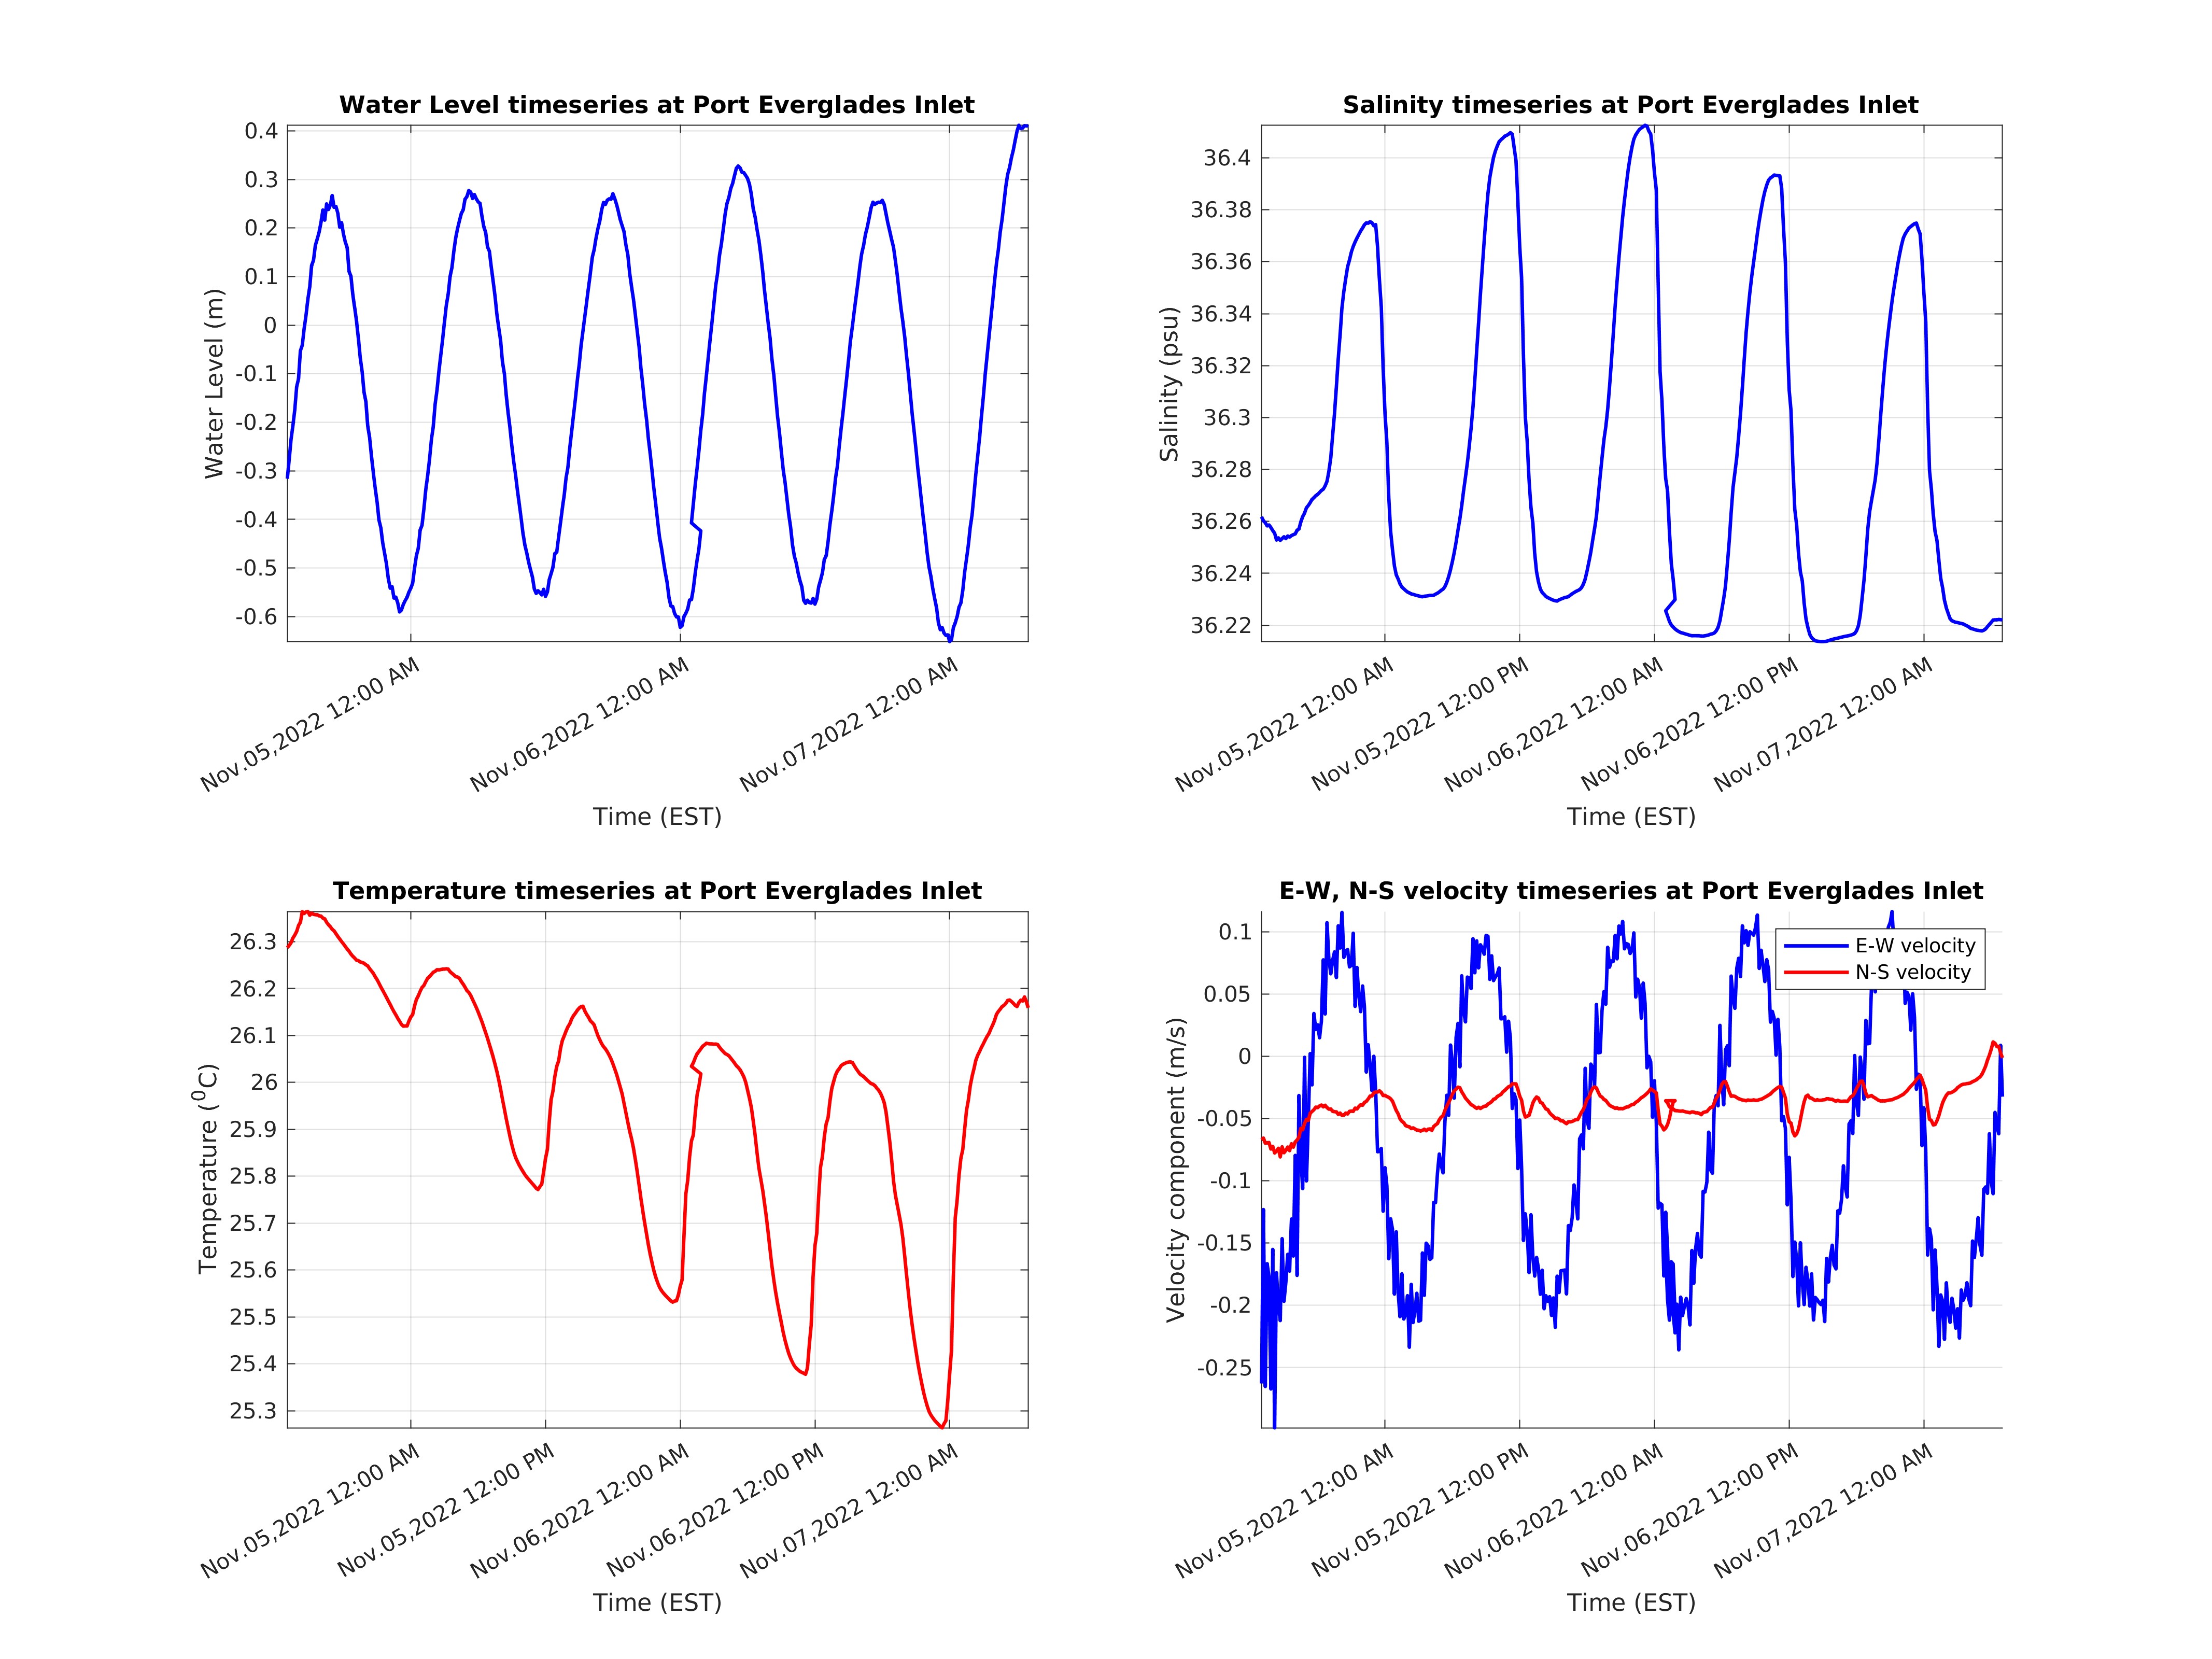 Water Level timeseries at Port Everglades Inlet
0.4
0.3
0.2
0.1
0
-0.1
-0.2
-0.3
-0.4
-0.5
-0.6
Water Level (m)
Nov.05,2022 12:00 AM
Nov.06,2022 12:00 AM
Nov.07,2022 12:00 AM
Time (EST)
Salinity timeseries at Port Everglades Inlet
36.4
36.38
36.36
36.34
36.32
36.3
36.28
36.26
36.24
36.22
Salinity (psu)
Nov.05,2022 12:00 AM
Nov.05,2022 12:00 PM
Nov.06,2022 12:00 AM
Nov.06,2022 12:00 PM
Nov.07,2022 12:00 AM
Time (EST)
Temperature timeseries at Port Everglades Inlet
26.3
26.2
26.1
26
25.9
25.8
25.7
25.6
25.5
25.4
25.3
Temperature (⁰C)
Nov.05,2022 12:00 AM
Nov.05,2022 12:00 PM
Nov.06,2022 12:00 AM
Nov.06,2022 12:00 PM
Nov.07,2022 12:00 AM
Time (EST)
E-W, N-S velocity timeseries at Port Everglades Inlet
E-W velocity
N-S velocity
0.1
0.05
0
-0.05
-0.1
-0.15
-0.2
-0.25
Velocity component (m/s)
Nov.05,2022 12:00 AM
Nov.05,2022 12:00 PM
Nov.06,2022 12:00 AM
Nov.06,2022 12:00 PM
Nov.07,2022 12:00 AM
Time (EST)